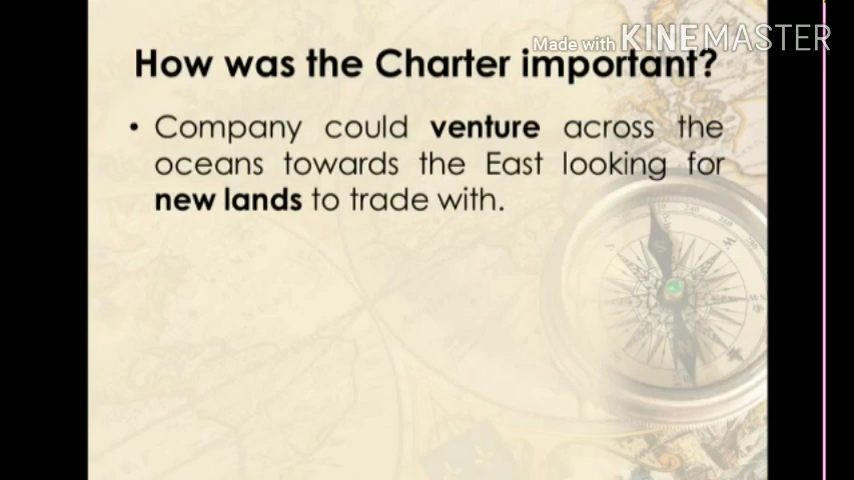 Made with KINEMASTER
How was the Charter important?
• Company could venture across the
oceans towards the East looking for
new lands to trade with.